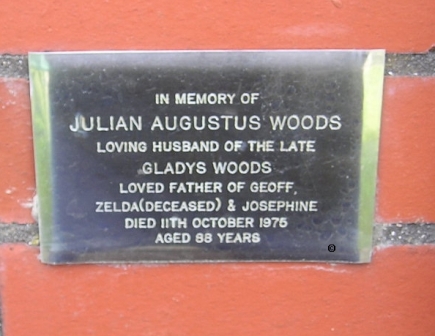 IN MEMORY OF
JULIAN AUGUSTUS WOODS
LOVING HUSBAND OF THE LATE
GLADYS WOODS
LOVED FATHER OF GEOFF,
ZELDA(DECEASED) & JOSEPHINE
DIED 11TH OCTOBER 1975
AGED 88 YEARS
©